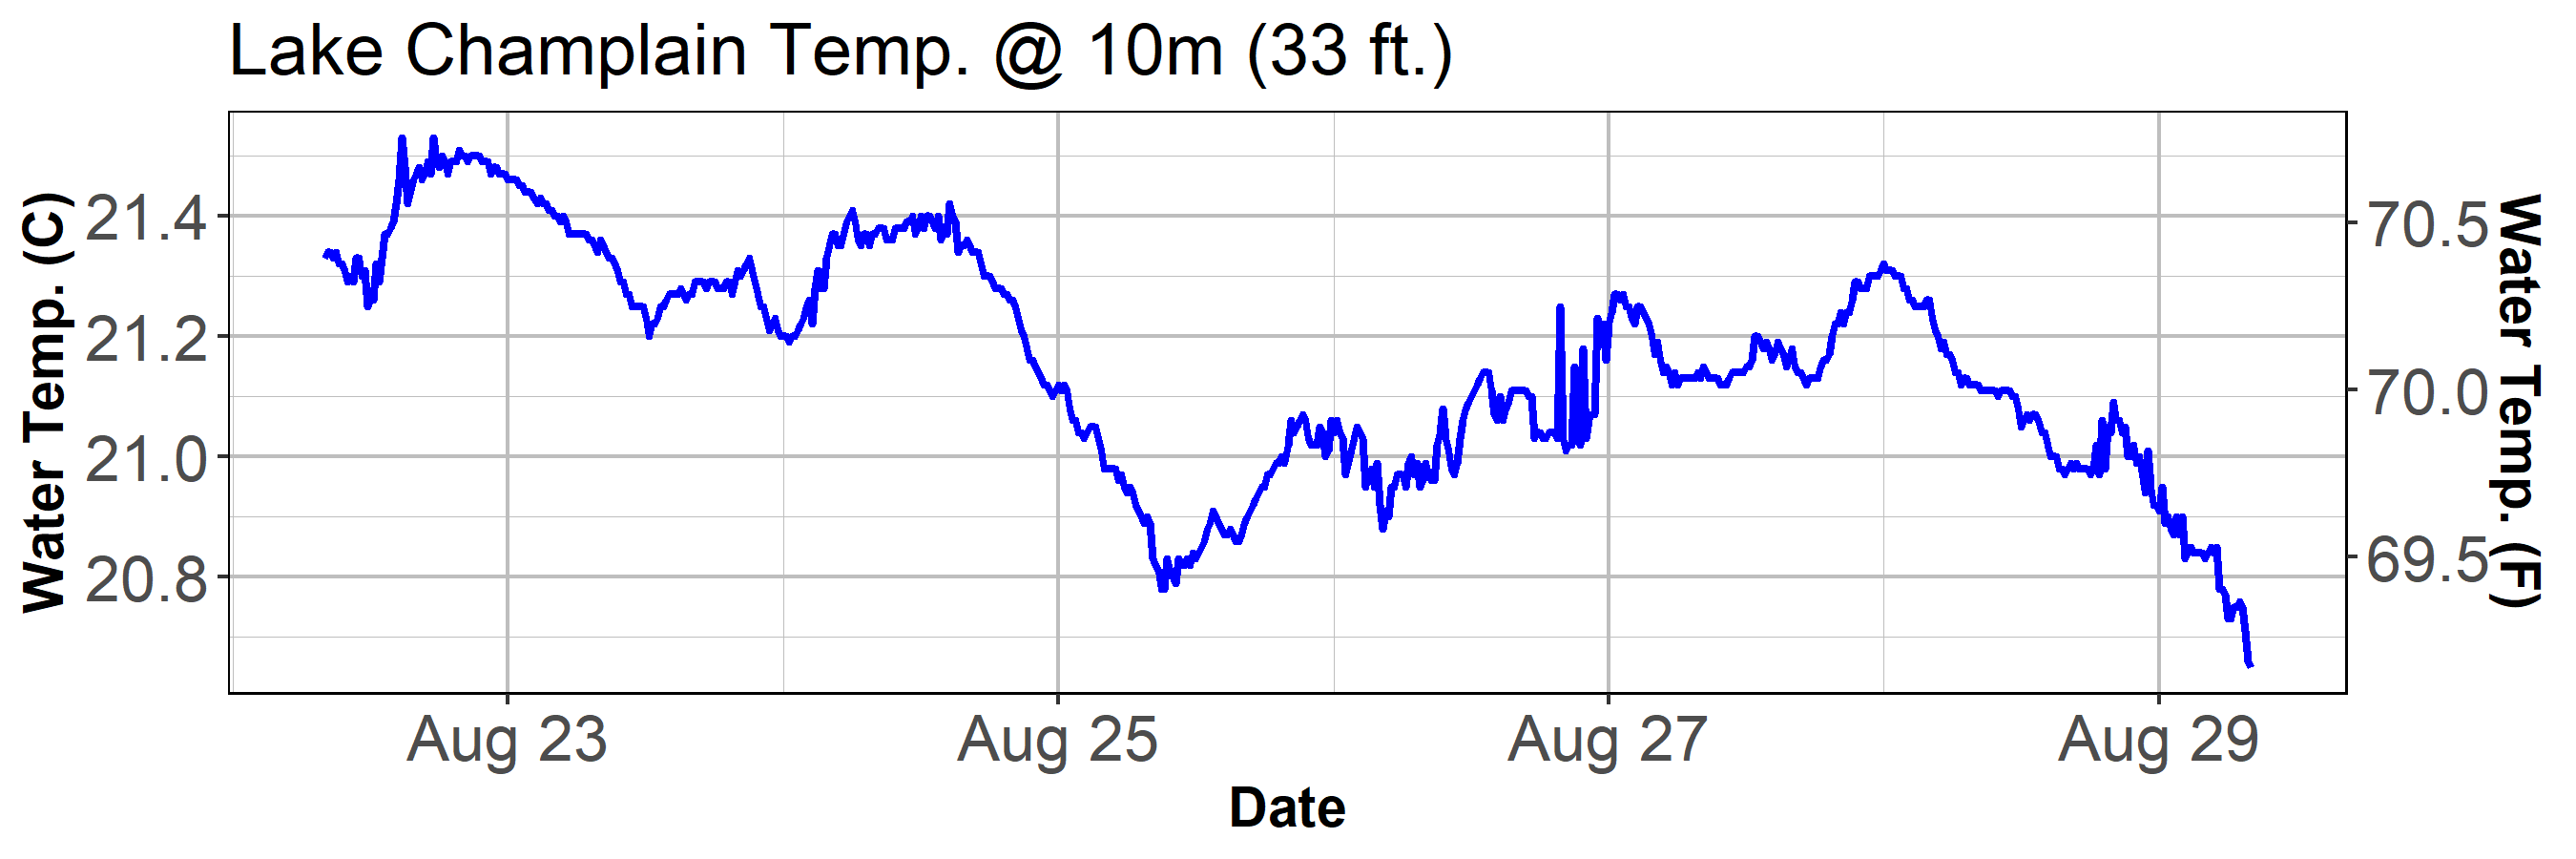 Lake Champlain Temp. @ 10m (33 ft.)
Water Temp. (C)
21.4
21.2
21.0
20.8
70.5
70.0
69.5
Water Temp. (F)
Aug 23
Aug 25
Aug 27
Aug 29
Date